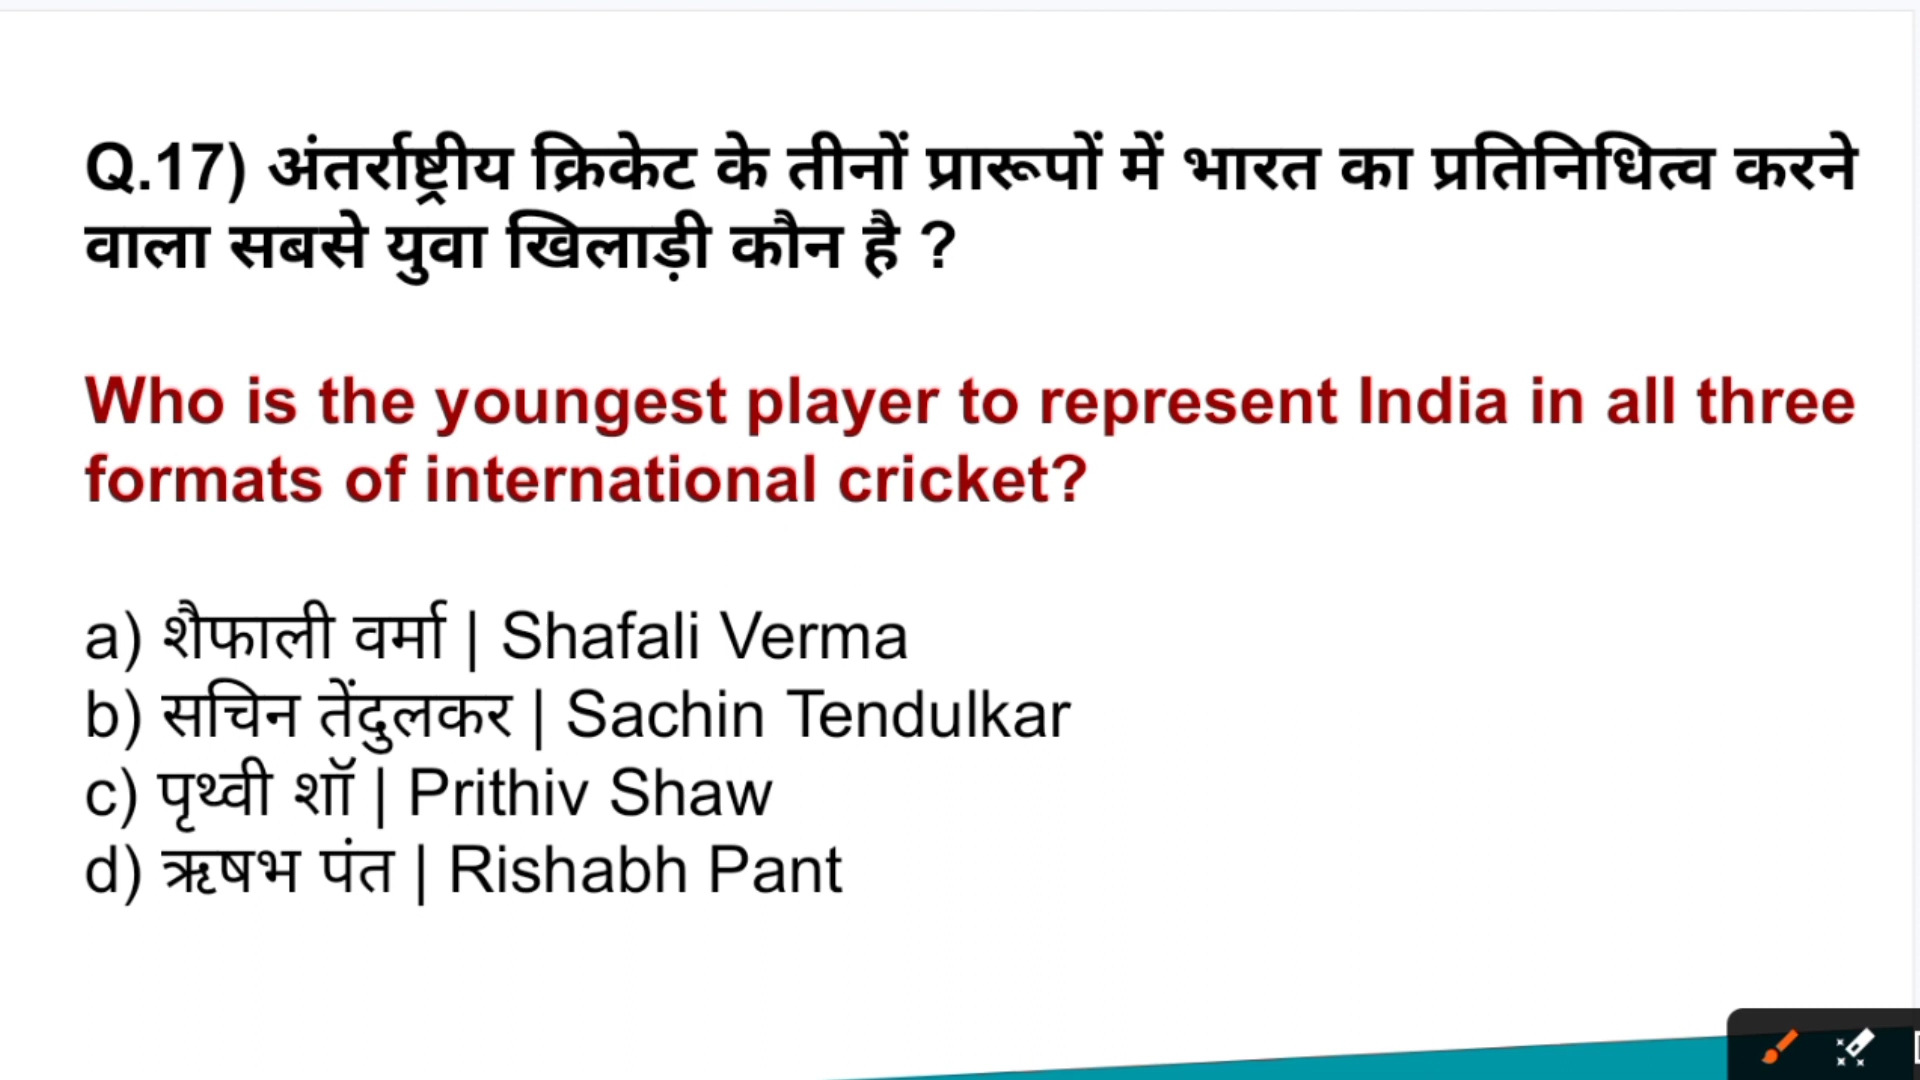 Q.17) अंतर्राष्ट्रीय क्रिकेट के तीनों प्रारूपों में भारत का प्रतिनिधित्व करने
वाला सबसे युवा खिलाड़ी कौन है ?
Who is the youngest player to represent India in all three
formats of international cricket?
a) शैफाली वर्मा | Shafali Verma
b) सचिन तेंदुलकर | Sachin Tendulkar
c) पृथ्वी शॉ | Prithiv Shaw
d) ऋषभ पंत | Rishabh Pant